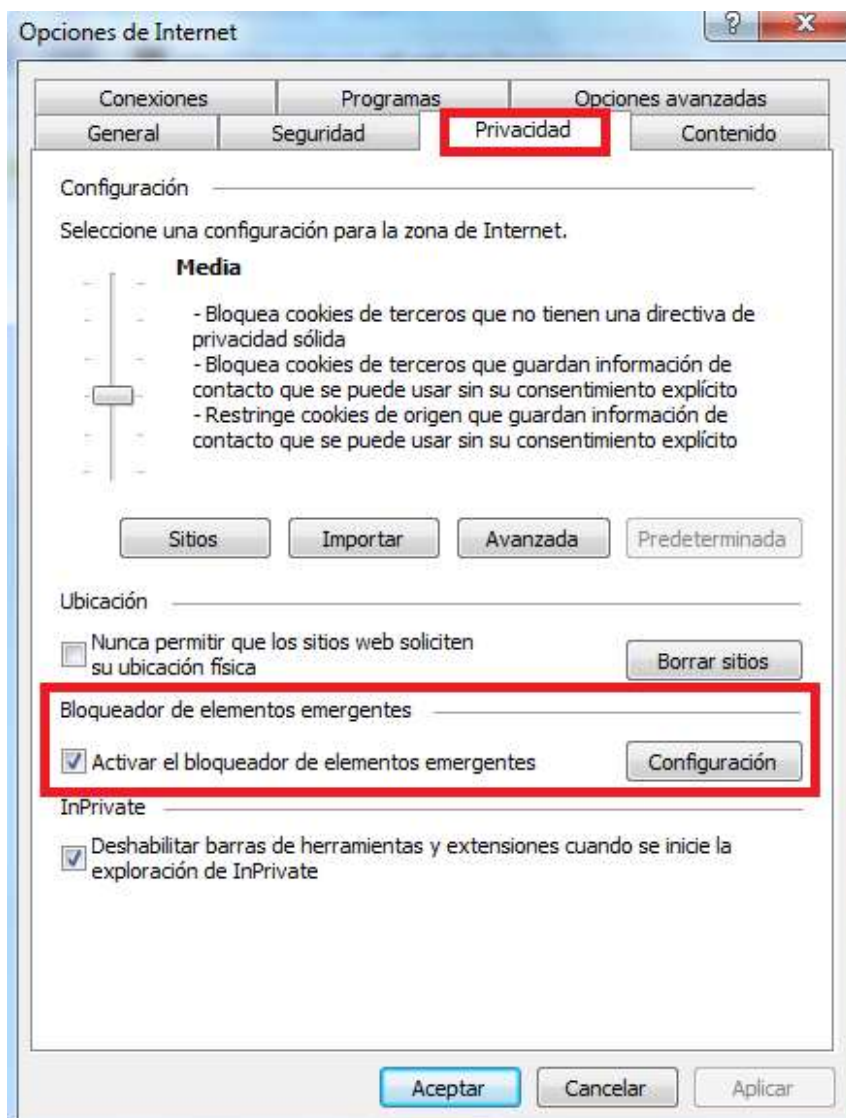 Opciones de Internet
Conexiones
Programas
Opciones avanzadas
General
Seguridad
Privacidad
Contenido
Configuración
Seleccione una configuración para la zona de Internet.
Media
- Bloquea cookies de terceros que no tienen una directiva de
privacidad sólida
- Bloquea cookies de terceros que guardan información de
contacto que se puede usar sin su consentimiento explícito
- Restringe cookies de origen que guardan información de
contacto que se puede usar sin su consentimiento explícito
Sitios
Importar
Avanzada
Predeterminada
Ubicación
Nunca permitir que los sitios web soliciten
su ubicación física
Borrar sitios
Bloqueador de elementos emergentes
Activar el bloqueador de elementos emergentes
Configuración
InPrivate
Deshabilitar barras de herramientas y extensiones cuando se inicie la
exploración de InPrivate
Aceptar
Cancelar
Aplicar